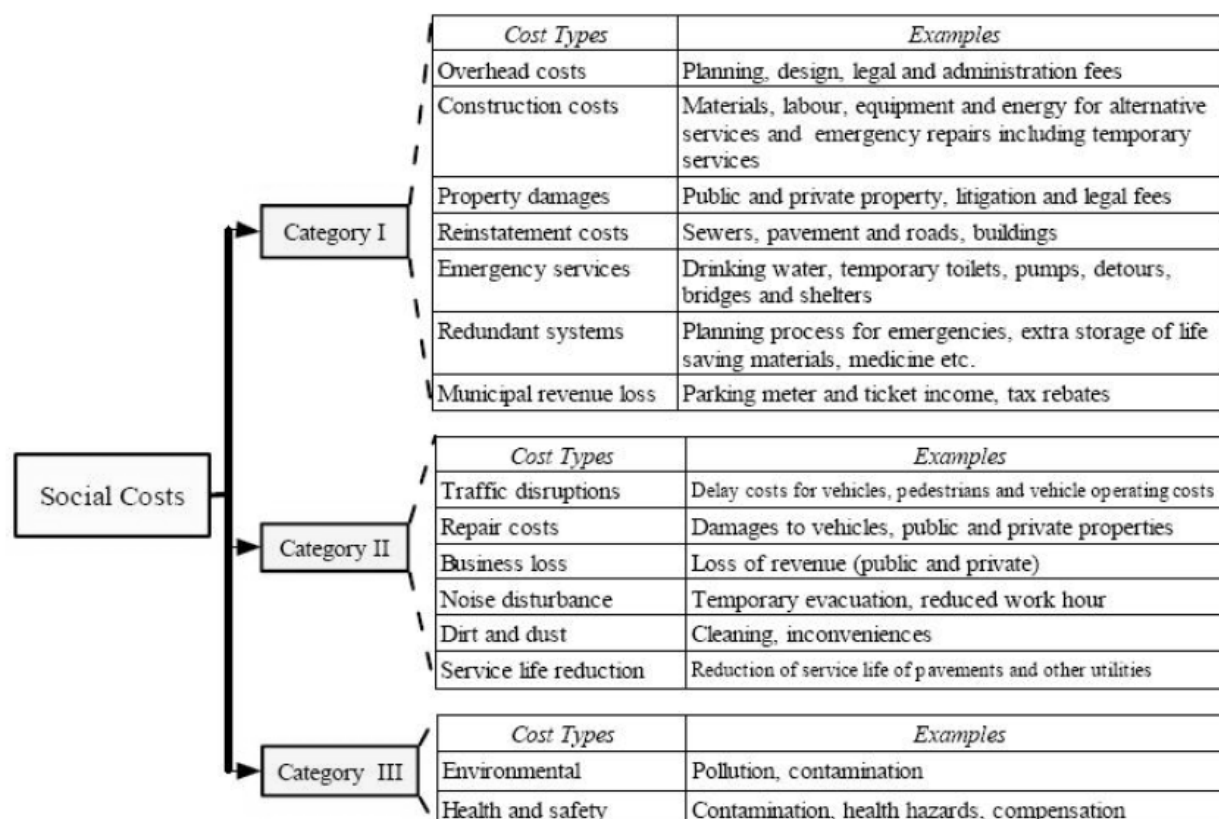 Social Costs
Category I
Cost Types Examples
Overhead costs Planning, design, legal and administration fees
Construction costs Materials, labour, equipment and energy for alternative
services and emergency repairs including temporary
services
Property damages Public and private property, litigation and legal fees
Reinstatement costs Sewers, pavement and roads, buildings
Emergency services Drinking water, temporary toilets, pumps, detours,
bridges and shelters
Redundant systems Planning process for emergencies, extra storage of life
saving materials, medicine etc.
Municipal revenue loss Parking meter and ticket income, tax rebates
Category II
Cost Types Examples
Traffic disruptions Delay costs for vehicles, pedestrians and vehicle operating costs
Repair costs Damages to vehicles, public and private properties
Business loss Loss of revenue (public and private)
Noise disturbance Temporary evacuation, reduced work hour
Dirt and dust Cleaning, inconveniences
Service life reduction Reduction of service life of pavements and other utilities
Category III
Cost Types Examples
Environmental Pollution, contamination
Health and safety Contamination, health hazards, compensation